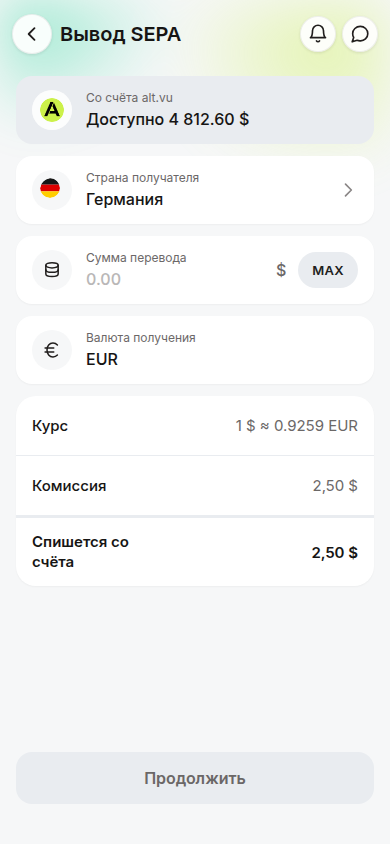 Вывод SEPA
Со счёта alt.vu
Доступно 4 812.60 $
Страна получателя
Германия
Сумма перевода
0.00
$
MAX
Валюта получения
€
EUR
Курс
1 $ ≈ 0.9259 EUR
Комиссия
2,50 $
Спишется со
счёта
2,50 $
Продолжить